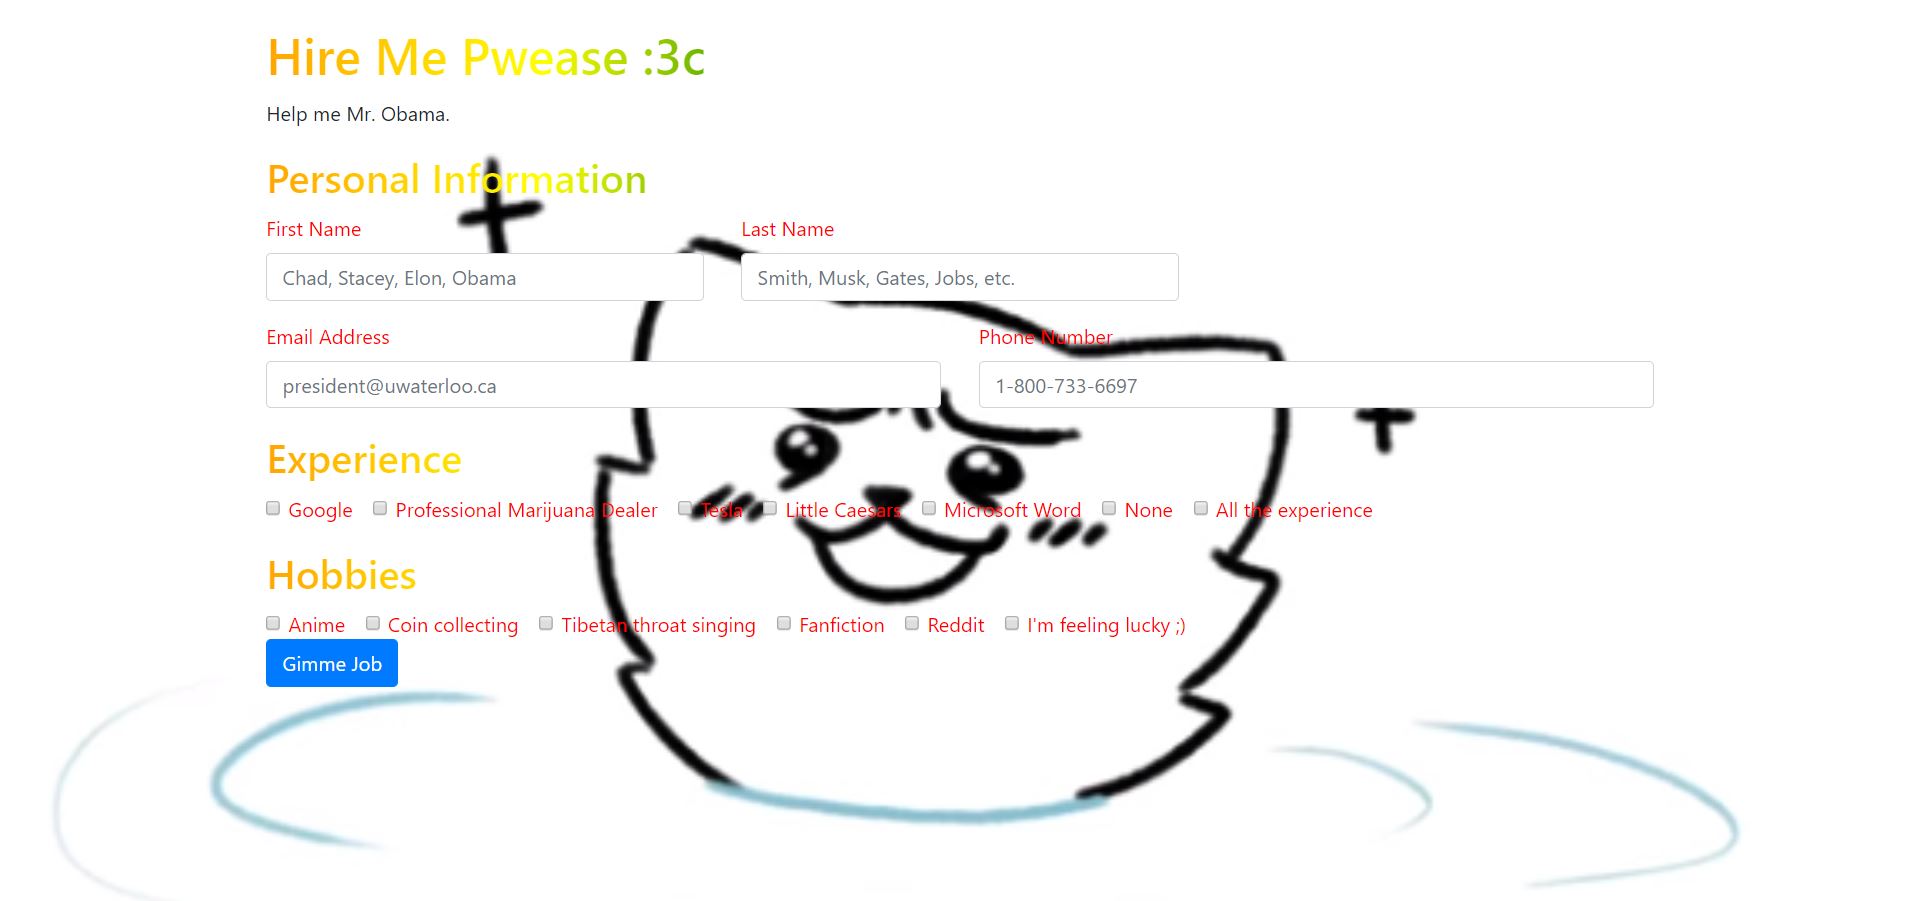 Hire Me Pwease :3c
Help me Mr. Obama.
Personal Information
First Name Last Name
Chad, Stacey, Elon, Obama Smith, Musk, Gates, Jobs, etc.
Email Address Phone Number
president@uwaterloo.ca 1-800-733-6697
Experience
Google Professional Marijuana Dealer Tesla Little Caesars Microsoft Word None All the experience
Hobbies
Anime Coin collecting Tibetan throat singing Fanfiction Reddit I'm feeling lucky ;)
Gimme Job